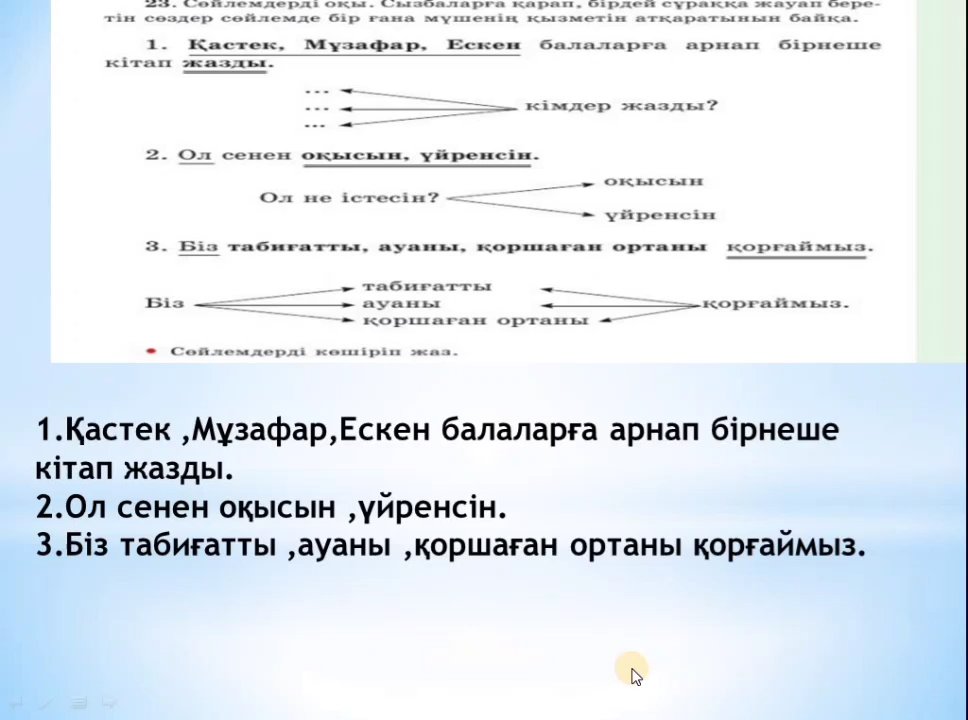 23. Сөйлемдерді оқы. Сызбаларға қарап, бірдей сұраққа жауап бере-
тін сөздер сөйлемде бір ғана мүшенің қызметін атқаратынын байқа.
1. Қастек, Мұзафар, Ескен балаларға арнап бірнеше
кітап жазды.
...
... кімдер жазды?
...
2. Ол сенен оқысын, үйренсін.
оқысын
Ол не істесін?
үйренсін
3. Біз табиғатты, ауаны, қоршаған ортаны қорғаймыз.
табиғатты
Біз ауаны қорғаймыз.
қоршаған ортаны
• Сөйлемдерді көшіріп жаз.
1.Қастек ,Мұзафар,Ескен балаларға арнап бірнеше
кітап жазды.
2.Ол сенен оқысын ,үйренсін.
3.Біз табиғатты ,ауаны ,қоршаған ортаны қорғаймыз.